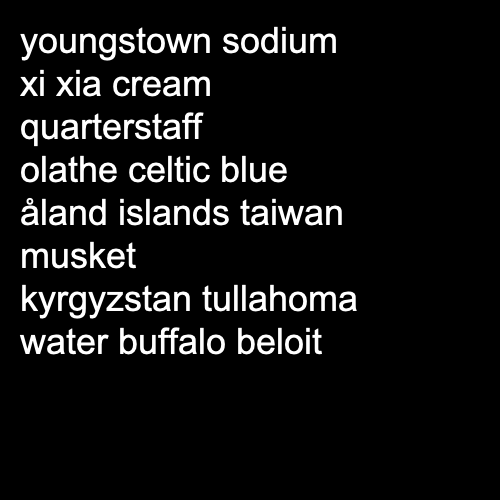 youngstown sodium
xi xia cream
quarterstaff
olathe celtic blue
åland islands taiwan
musket
kyrgyzstan tullahoma
water buffalo beloit